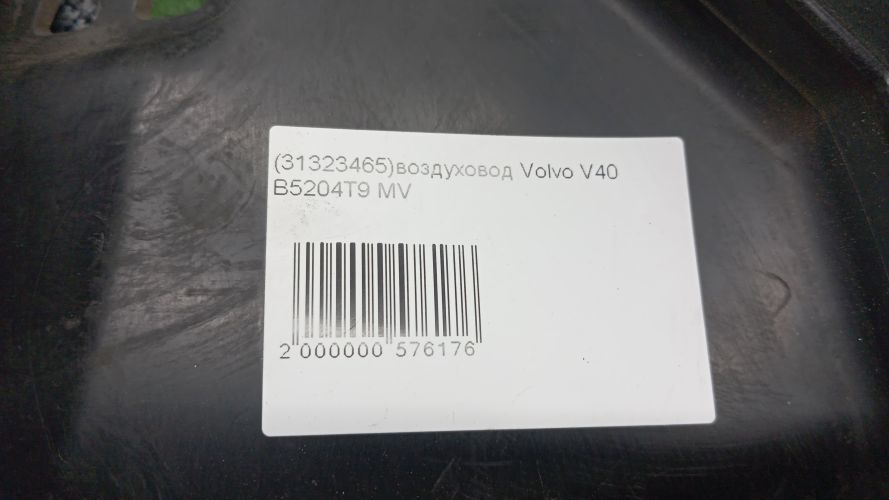 (31323465)воздуховод Volvo V40
B5204T9 MV
2 000000 576176